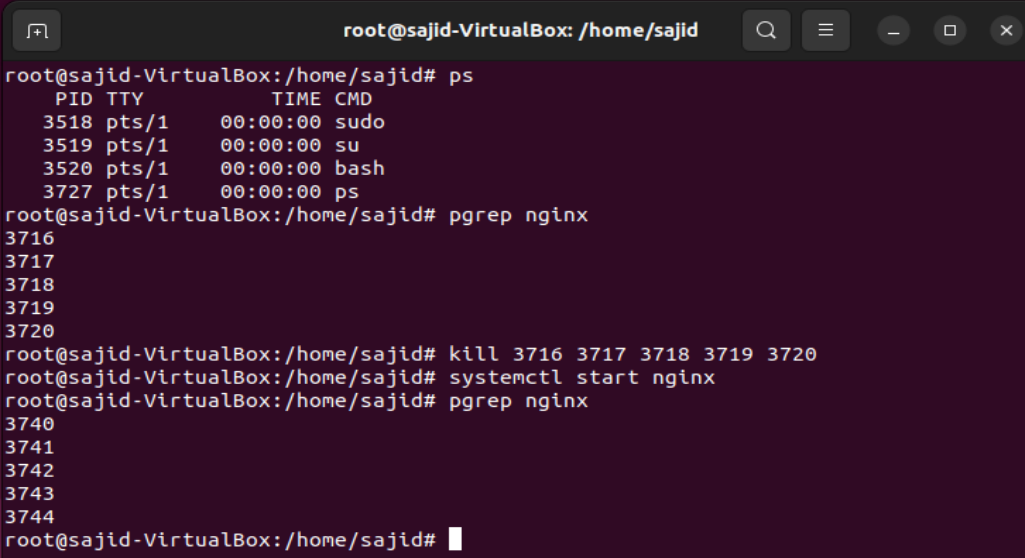 root@sajid-VirtualBox: /home/sajid
root@sajid-VirtualBox:/home/sajid# ps
    PID TTY          TIME CMD
   3518 pts/1    00:00:00 sudo
   3519 pts/1    00:00:00 su
   3520 pts/1    00:00:00 bash
   3727 pts/1    00:00:00 ps
root@sajid-VirtualBox:/home/sajid# pgrep nginx
3716
3717
3718
3719
3720
root@sajid-VirtualBox:/home/sajid# kill 3716 3717 3718 3719 3720
root@sajid-VirtualBox:/home/sajid# systemctl start nginx
root@sajid-VirtualBox:/home/sajid# pgrep nginx
3740
3741
3742
3743
3744
root@sajid-VirtualBox:/home/sajid#